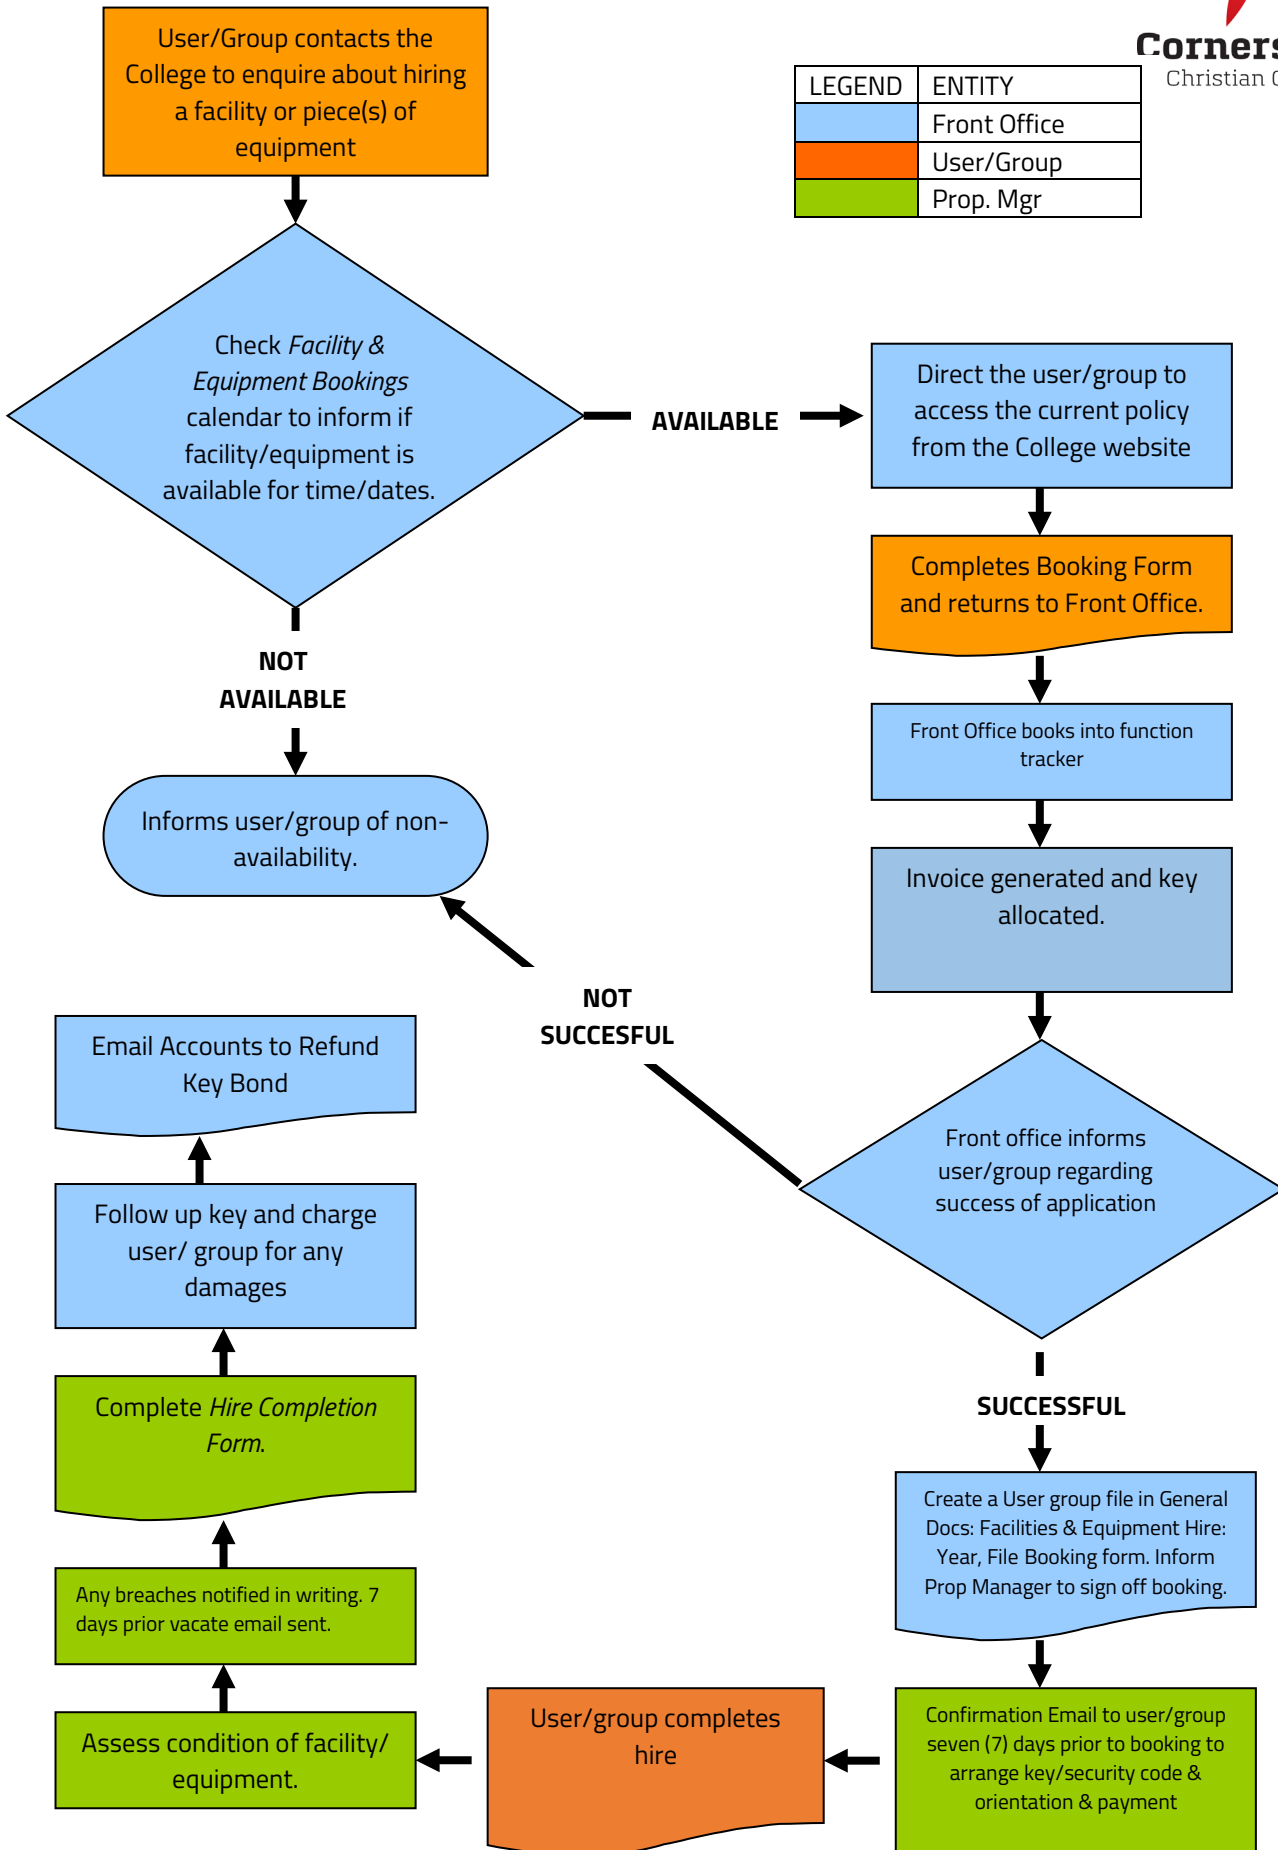 User/Group contacts the
College to enquire about hiring
a facility or piece(s) of
equipment
Corners
Christian C
LEGEND ENTITY
Front Office
User/Group
Prop. Mgr
Check Facility &
Equipment Bookings
calendar to inform if
facility/equipment is
available for time/dates.
AVAILABLE
Direct the user/group to
access the current policy
from the College website
Completes Booking Form
and returns to Front Office.
NOT
AVAILABLE
Front Office books into function
tracker
Informs user/group of non-
availability.
Invoice generated and key
allocated.
NOT
SUCCESFUL
Front office informs
user/group regarding
success of application
SUCCESSFUL
Create a User group file in General
Docs: Facilities & Equipment Hire:
Year, File Booking form. Inform
Prop Manager to sign off booking.
Confirmation Email to user/group
seven (7) days prior to booking to
arrange key/security code &
orientation & payment
User/group completes
hire
Assess condition of facility/
equipment.
Any breaches notified in writing. 7
days prior vacate email sent.
Complete Hire Completion
Form.
Follow up key and charge
user/ group for any
damages
Email Accounts to Refund
Key Bond